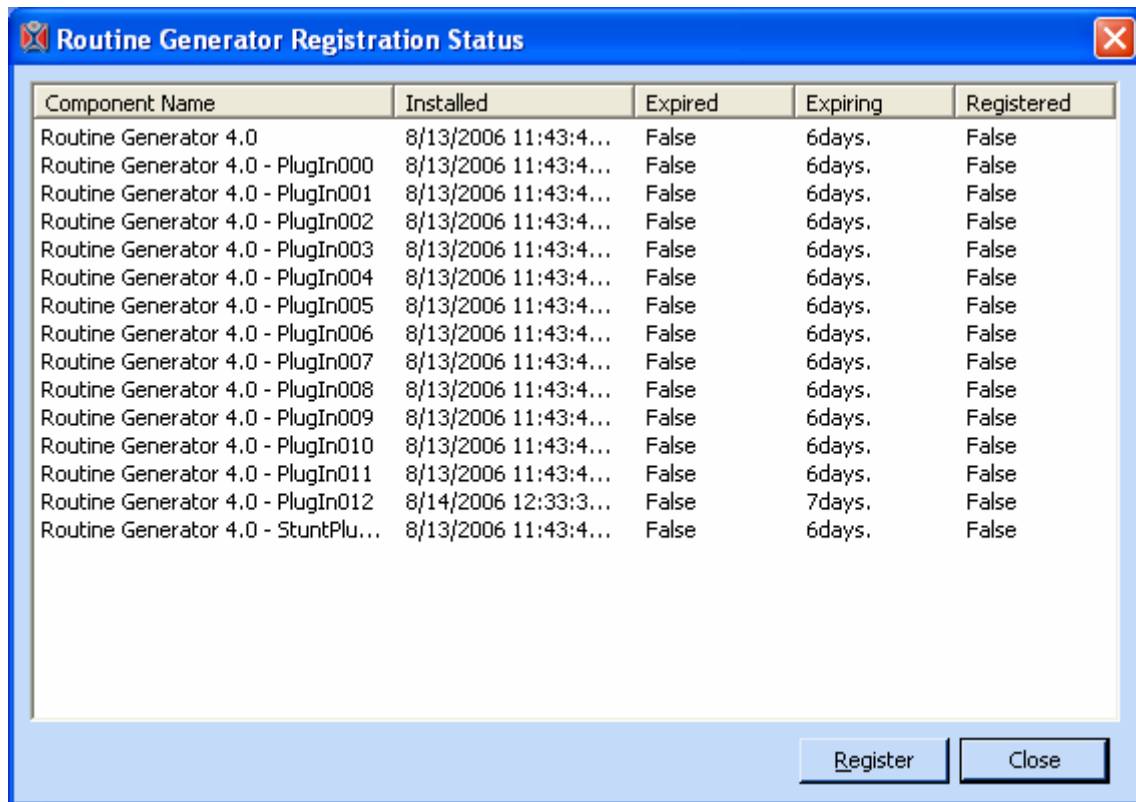 Routine Generator Registration Status
Component Name Installed Expired Expiring Registered
Routine Generator 4.0 8/13/2006 11:43:4... False 6days. False
Routine Generator 4.0 - PlugIn000 8/13/2006 11:43:4... False 6days. False
Routine Generator 4.0 - PlugIn001 8/13/2006 11:43:4... False 6days. False
Routine Generator 4.0 - PlugIn002 8/13/2006 11:43:4... False 6days. False
Routine Generator 4.0 - PlugIn003 8/13/2006 11:43:4... False 6days. False
Routine Generator 4.0 - PlugIn004 8/13/2006 11:43:4... False 6days. False
Routine Generator 4.0 - PlugIn005 8/13/2006 11:43:4... False 6days. False
Routine Generator 4.0 - PlugIn006 8/13/2006 11:43:4... False 6days. False
Routine Generator 4.0 - PlugIn007 8/13/2006 11:43:4... False 6days. False
Routine Generator 4.0 - PlugIn008 8/13/2006 11:43:4... False 6days. False
Routine Generator 4.0 - PlugIn009 8/13/2006 11:43:4... False 6days. False
Routine Generator 4.0 - PlugIn010 8/13/2006 11:43:4... False 6days. False
Routine Generator 4.0 - PlugIn011 8/13/2006 11:43:4... False 6days. False
Routine Generator 4.0 - PlugIn012 8/14/2006 12:33:3... False 7days. False
Routine Generator 4.0 - StuntPlu... 8/13/2006 11:43:4... False 6days. False
Register Close